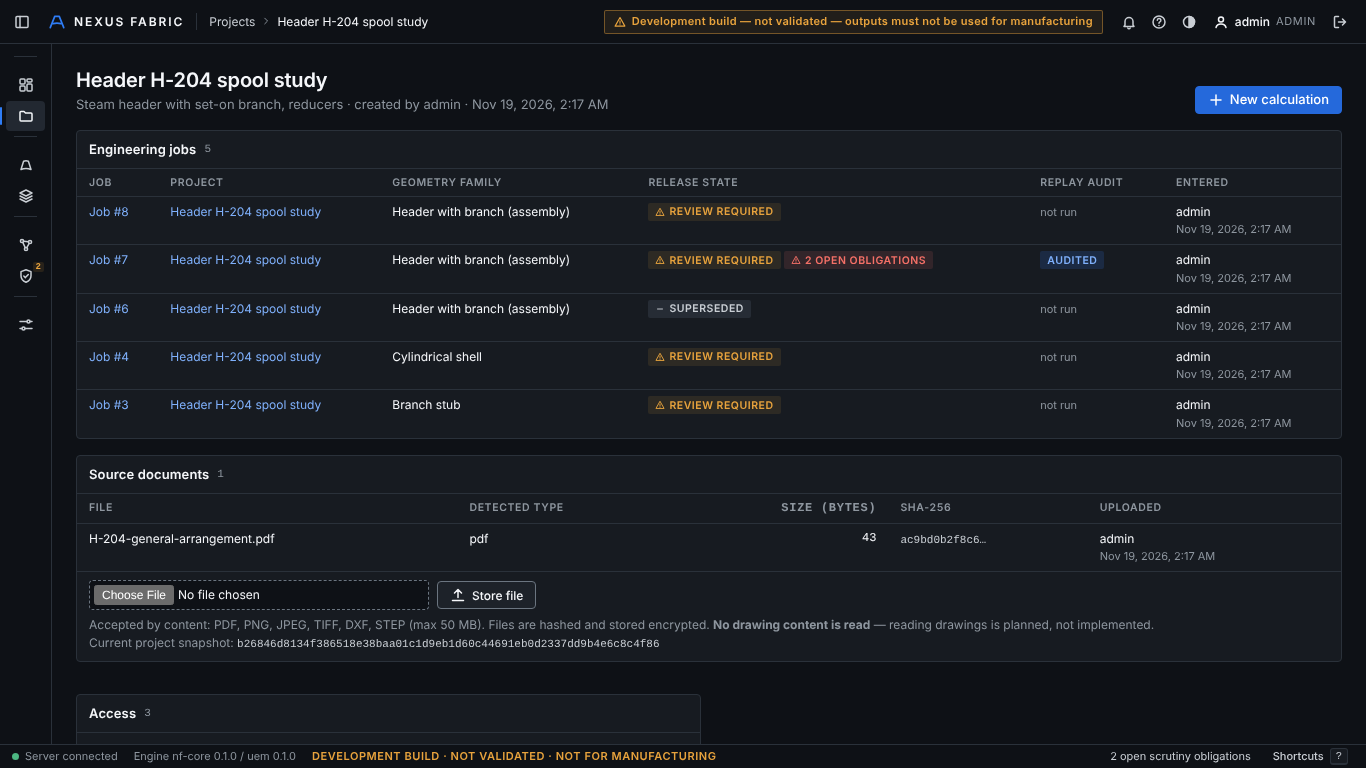 NEXUS FABRIC
Projects
Header H-204 spool study
Development build — not validated — outputs must not be used for manufacturing
admin ADMIN
Header H-204 spool study
Steam header with set-on branch, reducers · created by admin · Nov 19, 2026, 2:17 AM
New calculation
Engineering jobs 5
JOB PROJECT GEOMETRY FAMILY RELEASE STATE REPLAY AUDIT ENTERED
Job #8 Header H-204 spool study Header with branch (assembly) REVIEW REQUIRED not run admin
Nov 19, 2026, 2:17 AM
Job #7 Header H-204 spool study Header with branch (assembly) REVIEW REQUIRED 2 OPEN OBLIGATIONS AUDITED admin
Nov 19, 2026, 2:17 AM
2
Job #6 Header H-204 spool study Header with branch (assembly) – SUPERSEDED not run admin
Nov 19, 2026, 2:17 AM
Job #4 Header H-204 spool study Cylindrical shell REVIEW REQUIRED not run admin
Nov 19, 2026, 2:17 AM
Job #3 Header H-204 spool study Branch stub REVIEW REQUIRED not run admin
Nov 19, 2026, 2:17 AM
Source documents 1
FILE DETECTED TYPE SIZE (BYTES) SHA-256 UPLOADED
H-204-general-arrangement.pdf pdf 43 ac9bd0b2f8c6… admin
Nov 19, 2026, 2:17 AM
Choose File No file chosen Store file
Accepted by content: PDF, PNG, JPEG, TIFF, DXF, STEP (max 50 MB). Files are hashed and stored encrypted. No drawing content is read — reading drawings is planned, not implemented.
Current project snapshot: b26846d8134f386518e38baa01c1d9eb1d60c44691eb0d2337dd9b4e6c8c4f86
Access 3
Server connected Engine nf-core 0.1.0 / uem 0.1.0 DEVELOPMENT BUILD · NOT VALIDATED · NOT FOR MANUFACTURING 2 open scrutiny obligations Shortcuts ?